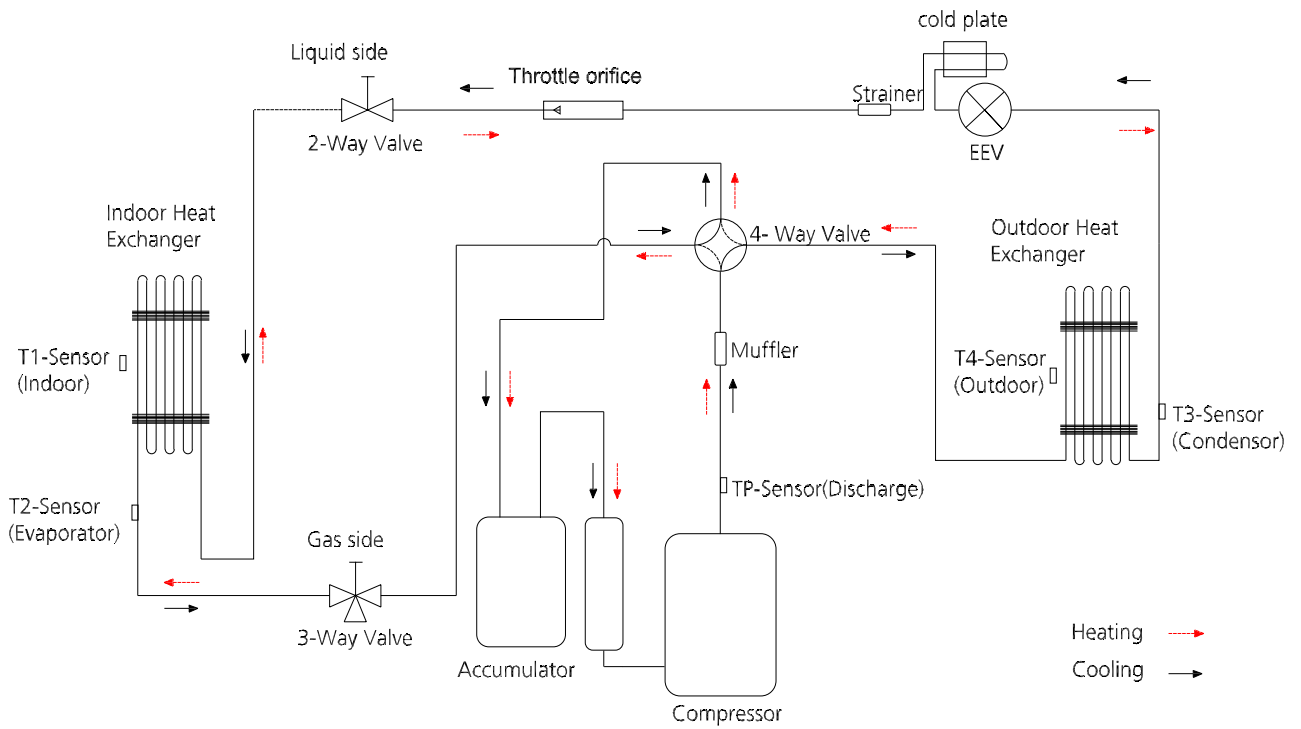 cold plate
Liquid side
Throttle orifice
Strainer
2-Way Valve
EEV
Indoor Heat
Exchanger
4- Way Valve
Outdoor Heat
Exchanger
T1-Sensor
(Indoor)
Muffler
T4-Sensor
(Outdoor)
T3-Sensor
(Condensor)
T2-Sensor
(Evaporator)
TP-Sensor(Discharge)
Gas side
3-Way Valve
Accumulator
Compressor
Heating
Cooling